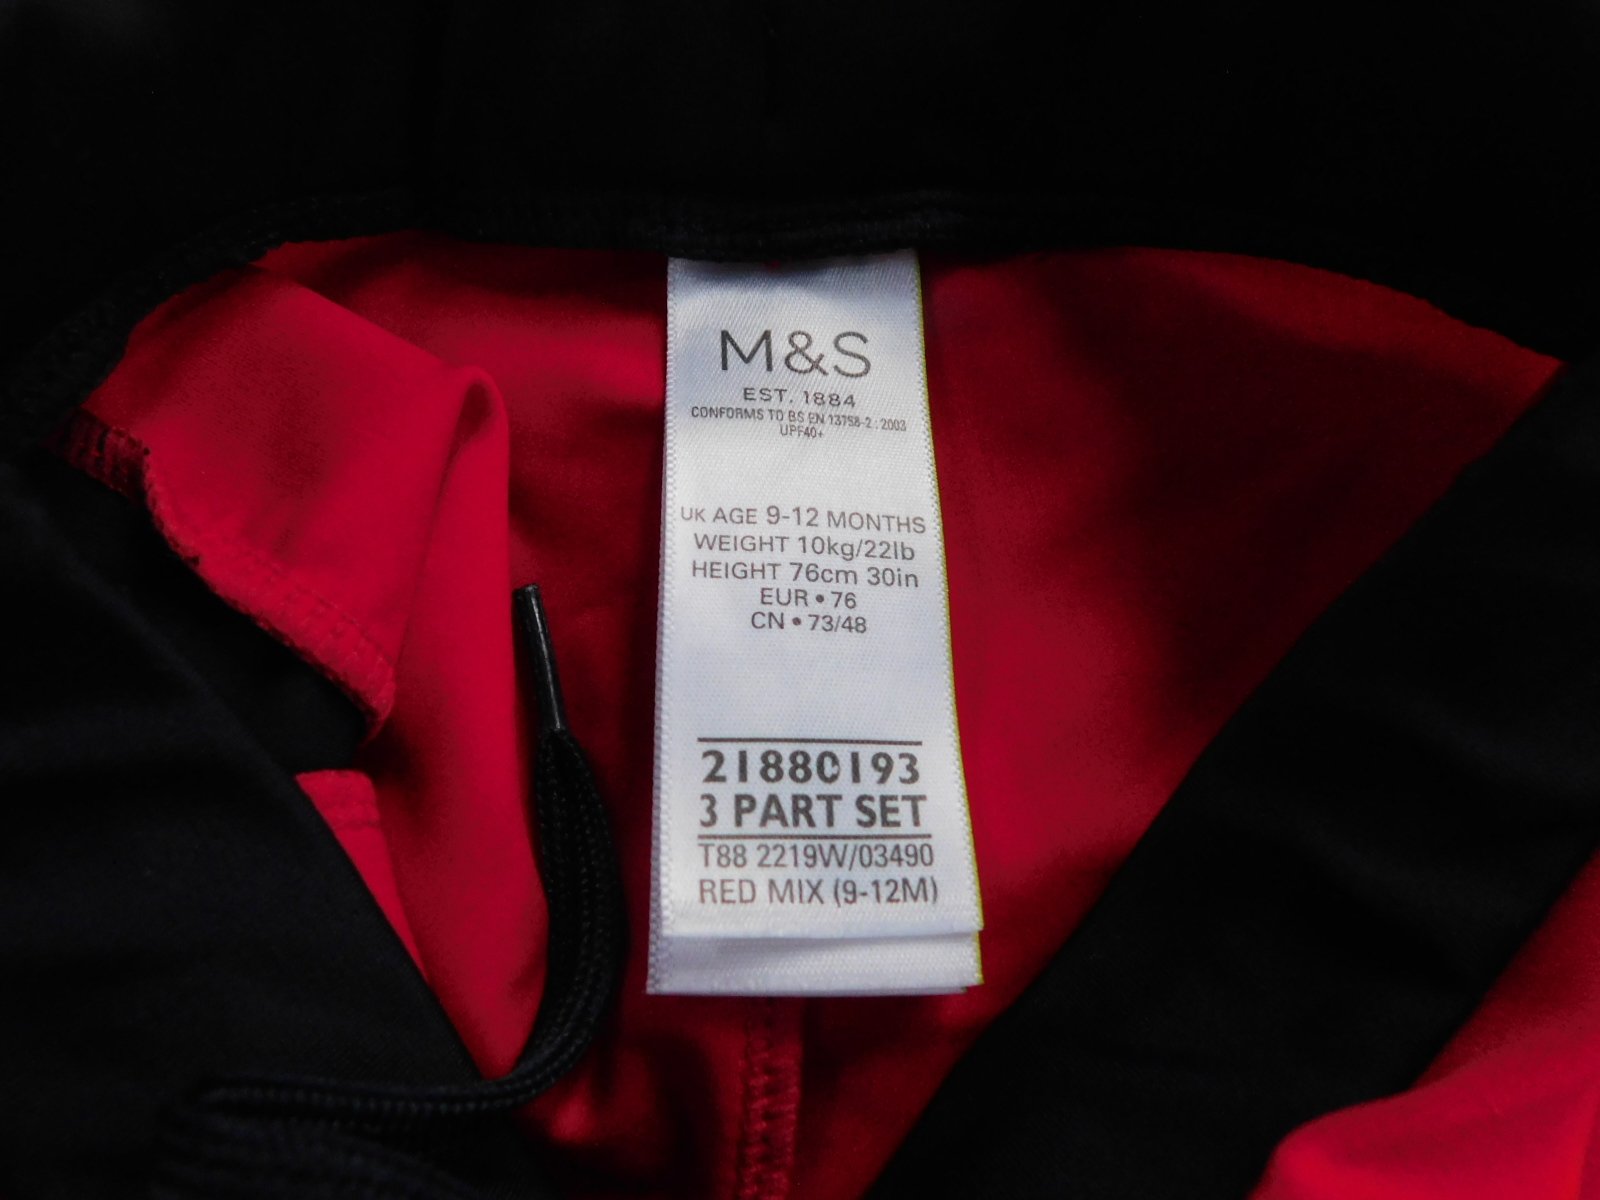 M&S
EST. 1884
CONFORMS TO BS EN 13758-2 : 2003
UPF40+
UK AGE 9-12 MONTHS
WEIGHT 10kg/22lb
HEIGHT 76cm 30in
EUR • 76
CN • 73/48
21880193
3 PART SET
T88 2219W/03490
RED MIX (9-12M)